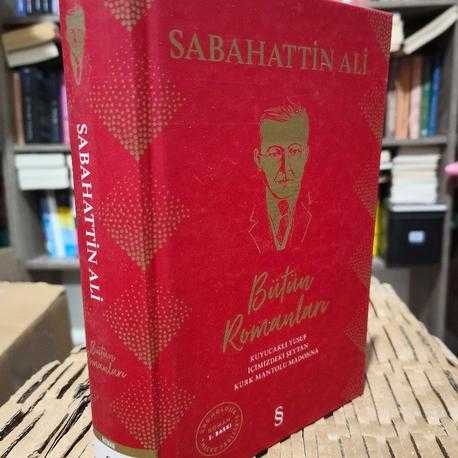 SABAHATTİN ALİ
Bütün
Romanları
KUYUCAKLI YUSUF
İÇİMİZDEKİ ŞEYTAN
KÜRK MANTOLU MADONNA
SABAHATTİN ALİ
Bütün
Romanları